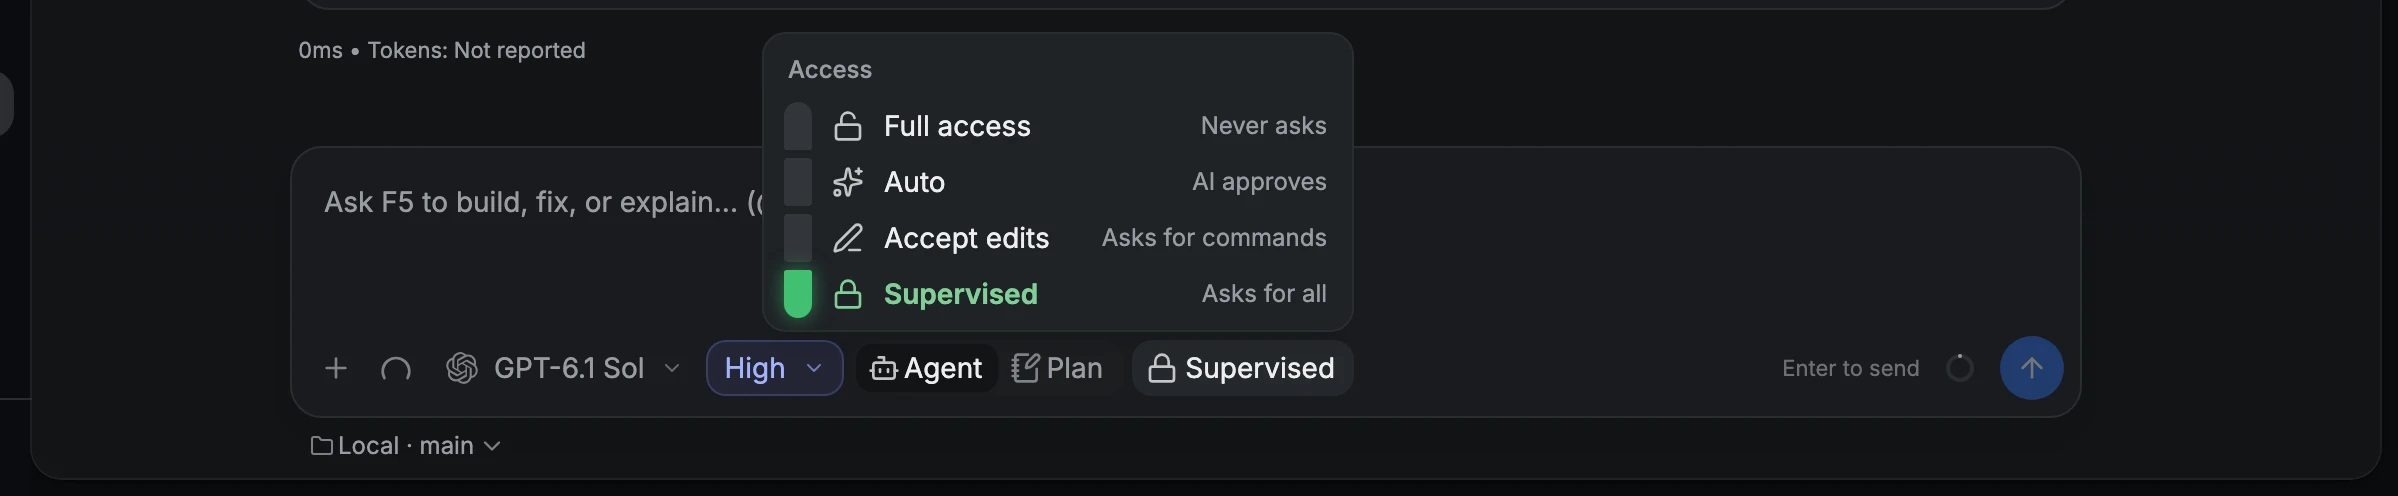 0ms • Tokens: Not reported
Access
Full access Never asks
Auto AI approves
Accept edits Asks for commands
Supervised Asks for all
Ask F5 to build, fix, or explain... (
GPT-6.1 Sol High Agent Plan Supervised Enter to send
Local · main